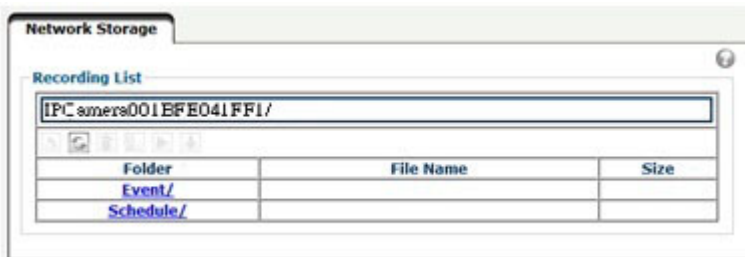 Network Storage
Recording List
IPCamera001BFE041FF1/
Folder File Name Size
Event/
Schedule/